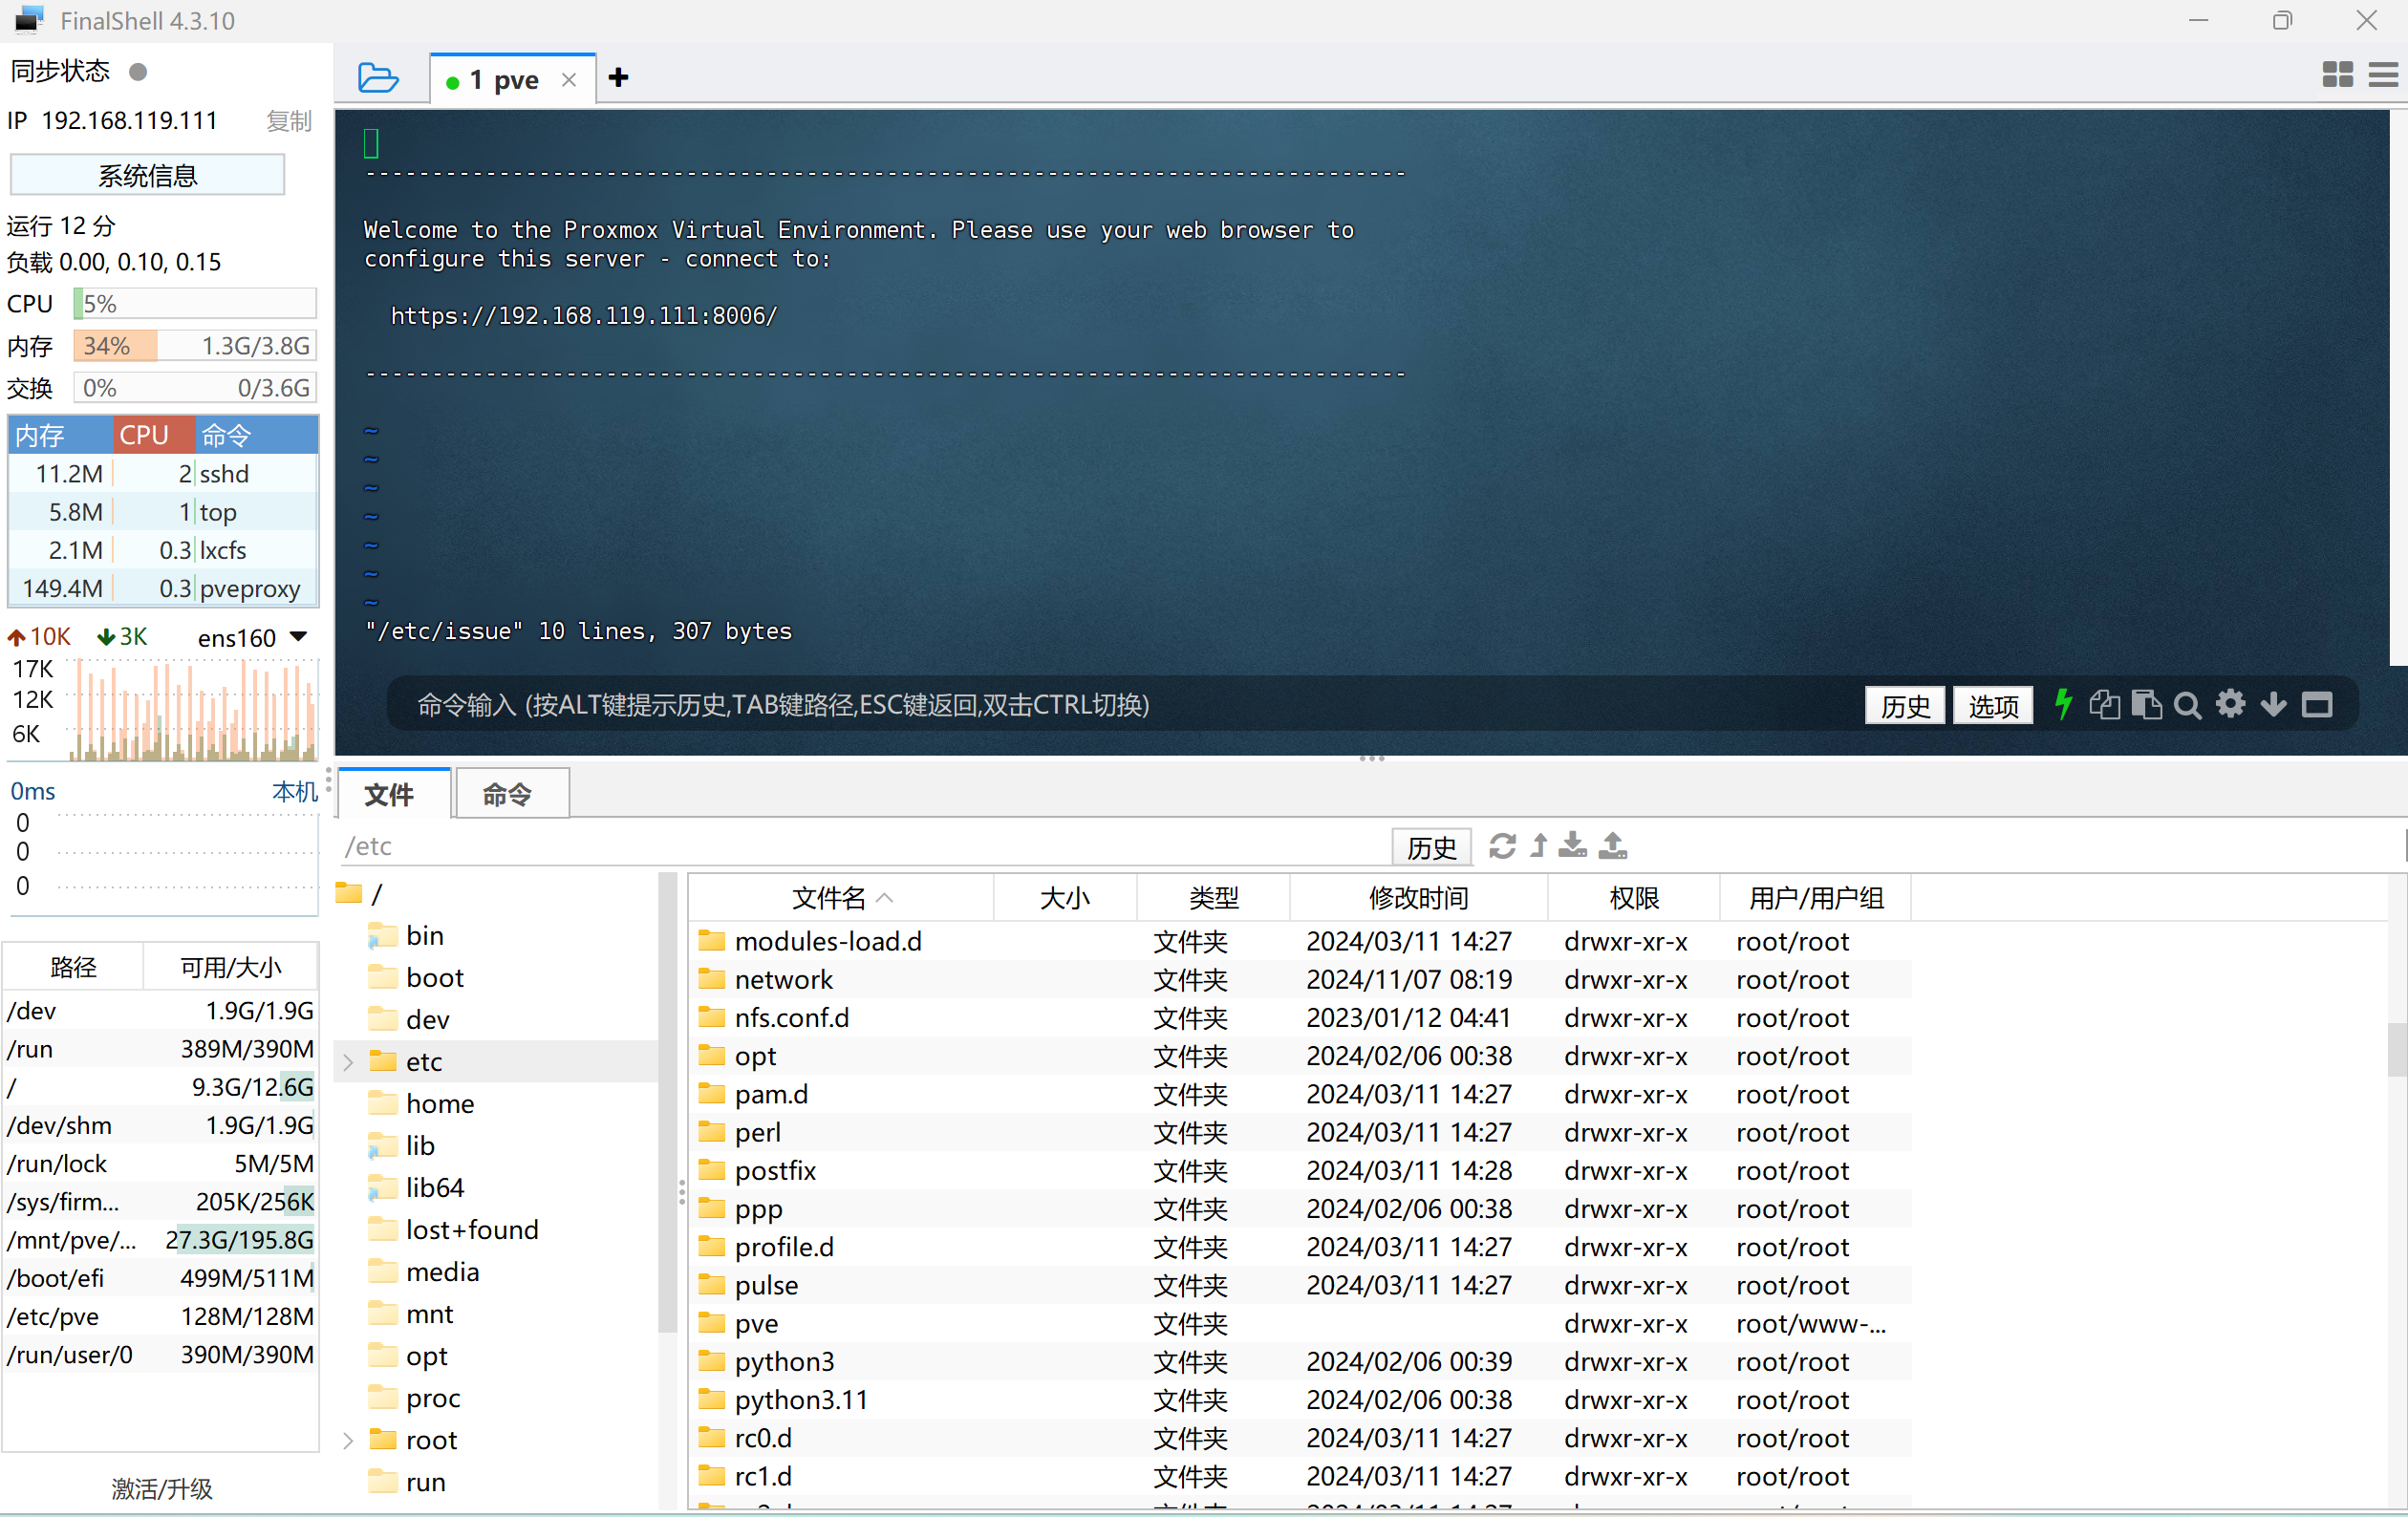 FinalShell 4.3.10
同步状态
IP 192.168.119.111 复制
系统信息
运行 12 分
负载 0.00, 0.10, 0.15
CPU 5%
内存 34% 1.3G/3.8G
交换 0% 0/3.6G
内存 CPU 命令
11.2M 2 sshd
5.8M 1 top
2.1M 0.3 lxcfs
149.4M 0.3 pveproxy
10K 3K ens160
17K
12K
6K
0ms 本机
0
0
0
路径 可用/大小
/dev 1.9G/1.9G
/run 389M/390M
/ 9.3G/12.6G
/dev/shm 1.9G/1.9G
/run/lock 5M/5M
/sys/firm... 205K/256K
/mnt/pve/... 27.3G/195.8G
/boot/efi 499M/511M
/etc/pve 128M/128M
/run/user/0 390M/390M
激活/升级
1 pve
------------------------------------------------------------------------------
Welcome to the Proxmox Virtual Environment. Please use your web browser to
configure this server - connect to:
https://192.168.119.111:8006/
------------------------------------------------------------------------------
~
~
~
~
~
~
~
"/etc/issue" 10 lines, 307 bytes
命令输入 (按ALT键提示历史,TAB键路径,ESC键返回,双击CTRL切换) 历史 选项
文件 命令
/etc 历史
/
bin
boot
dev
etc
home
lib
lib64
lost+found
media
mnt
opt
proc
root
run
文件名 大小 类型 修改时间 权限 用户/用户组
modules-load.d 文件夹 2024/03/11 14:27 drwxr-xr-x root/root
network 文件夹 2024/11/07 08:19 drwxr-xr-x root/root
nfs.conf.d 文件夹 2023/01/12 04:41 drwxr-xr-x root/root
opt 文件夹 2024/02/06 00:38 drwxr-xr-x root/root
pam.d 文件夹 2024/03/11 14:27 drwxr-xr-x root/root
perl 文件夹 2024/03/11 14:27 drwxr-xr-x root/root
postfix 文件夹 2024/03/11 14:28 drwxr-xr-x root/root
ppp 文件夹 2024/02/06 00:38 drwxr-xr-x root/root
profile.d 文件夹 2024/03/11 14:27 drwxr-xr-x root/root
pulse 文件夹 2024/03/11 14:27 drwxr-xr-x root/root
pve 文件夹 drwxr-xr-x root/www-...
python3 文件夹 2024/02/06 00:39 drwxr-xr-x root/root
python3.11 文件夹 2024/02/06 00:38 drwxr-xr-x root/root
rc0.d 文件夹 2024/03/11 14:27 drwxr-xr-x root/root
rc1.d 文件夹 2024/03/11 14:27 drwxr-xr-x root/root